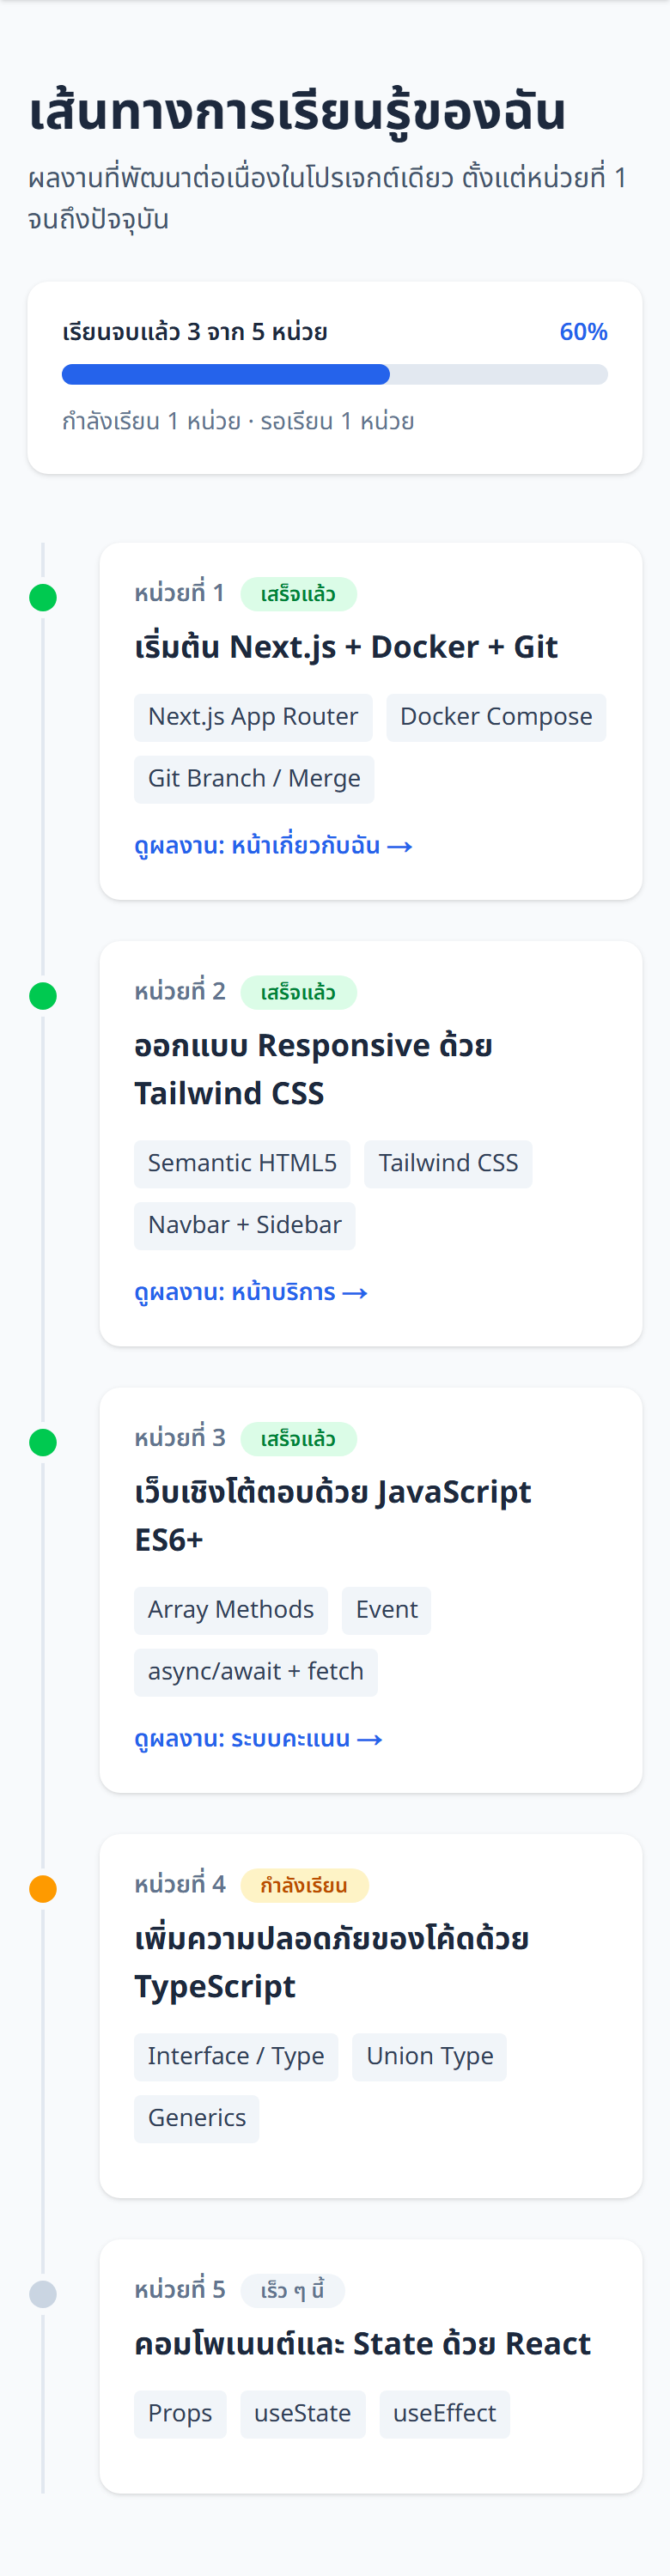 เส้นทางการเรียนรู้ของฉัน
ผลงานที่พัฒนาต่อเนื่องในโปรเจกต์เดียว ตั้งแต่หน่วยที่ 1
จนถึงปัจจุบัน
เรียนจบแล้ว 3 จาก 5 หน่วย 60%
กำลังเรียน 1 หน่วย · รอเรียน 1 หน่วย
หน่วยที่ 1 เสร็จแล้ว
เริ่มต้น Next.js + Docker + Git
Next.js App Router Docker Compose
Git Branch / Merge
ดูผลงาน: หน้าเกี่ยวกับฉัน →
หน่วยที่ 2 เสร็จแล้ว
ออกแบบ Responsive ด้วย
Tailwind CSS
Semantic HTML5 Tailwind CSS
Navbar + Sidebar
ดูผลงาน: หน้าบริการ →
หน่วยที่ 3 เสร็จแล้ว
เว็บเชิงโต้ตอบด้วย JavaScript
ES6+
Array Methods Event
async/await + fetch
ดูผลงาน: ระบบคะแนน →
หน่วยที่ 4 กำลังเรียน
เพิ่มความปลอดภัยของโค้ดด้วย
TypeScript
Interface / Type Union Type
Generics
หน่วยที่ 5 เร็ว ๆ นี้
คอมโพเนนต์และ State ด้วย React
Props useState useEffect